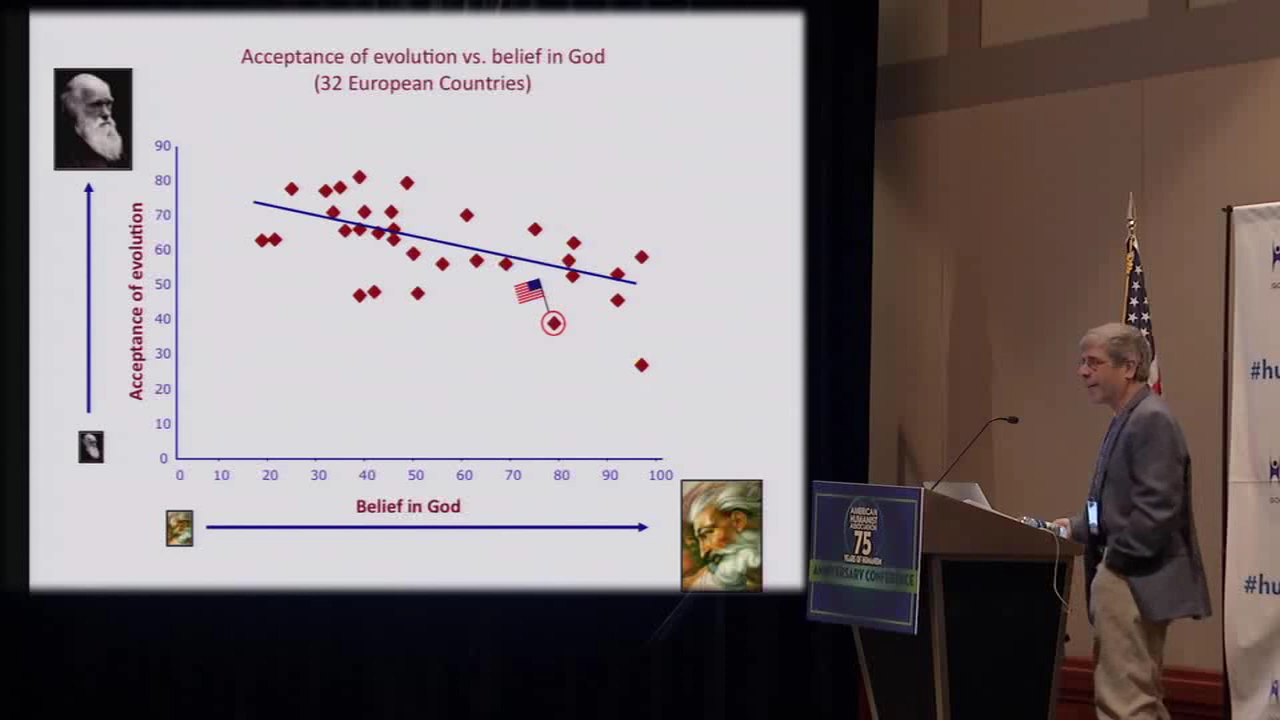 Acceptance of evolution vs. belief in God
(32 European Countries)
90
80
70
60
50
40
30
20
10
0
Acceptance of evolution
0 10 20 30 40 50 60 70 80 90 100
Belief in God
AMERICAN
HUMANIST
ASSOCIATION
75
YEARS OF HUMANISM
ANNIVERSARY CONFERENCE
#hu
#hu